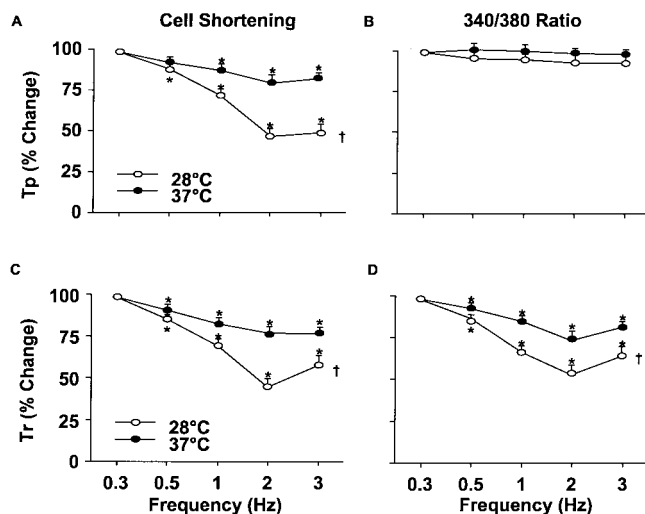 Cell Shortening
340/380 Ratio
A
B
100
75
50
25
0
Tp (% Change)
* * * *
* * * *
†
28°C
37°C
C
D
100
75
50
25
0
Tr (% Change)
* * * *
* * * *
†
* * * *
* * * *
†
28°C
37°C
0.3 0.5 1 2 3
0.3 0.5 1 2 3
Frequency (Hz)
Frequency (Hz)